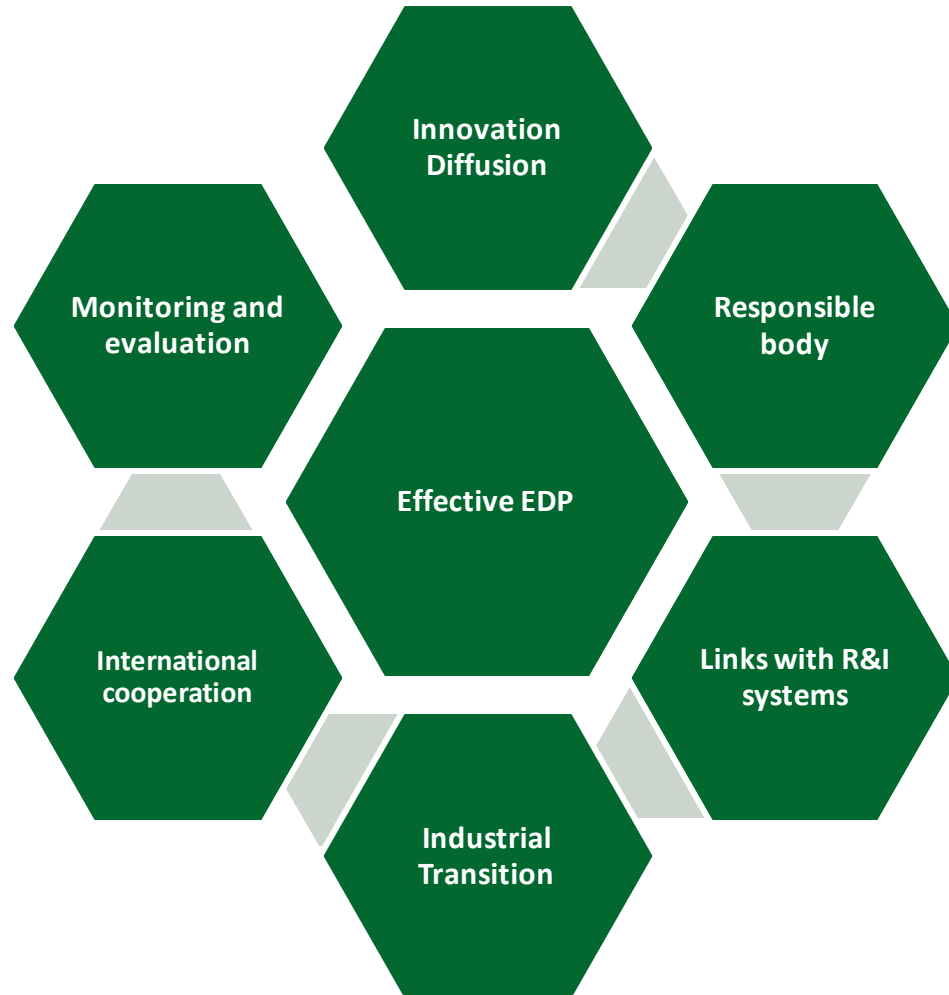 Innovation
Diffusion
Monitoring and
evaluation
Responsible
body
Effective EDP
International
cooperation
Links with R&I
systems
Industrial
Transition